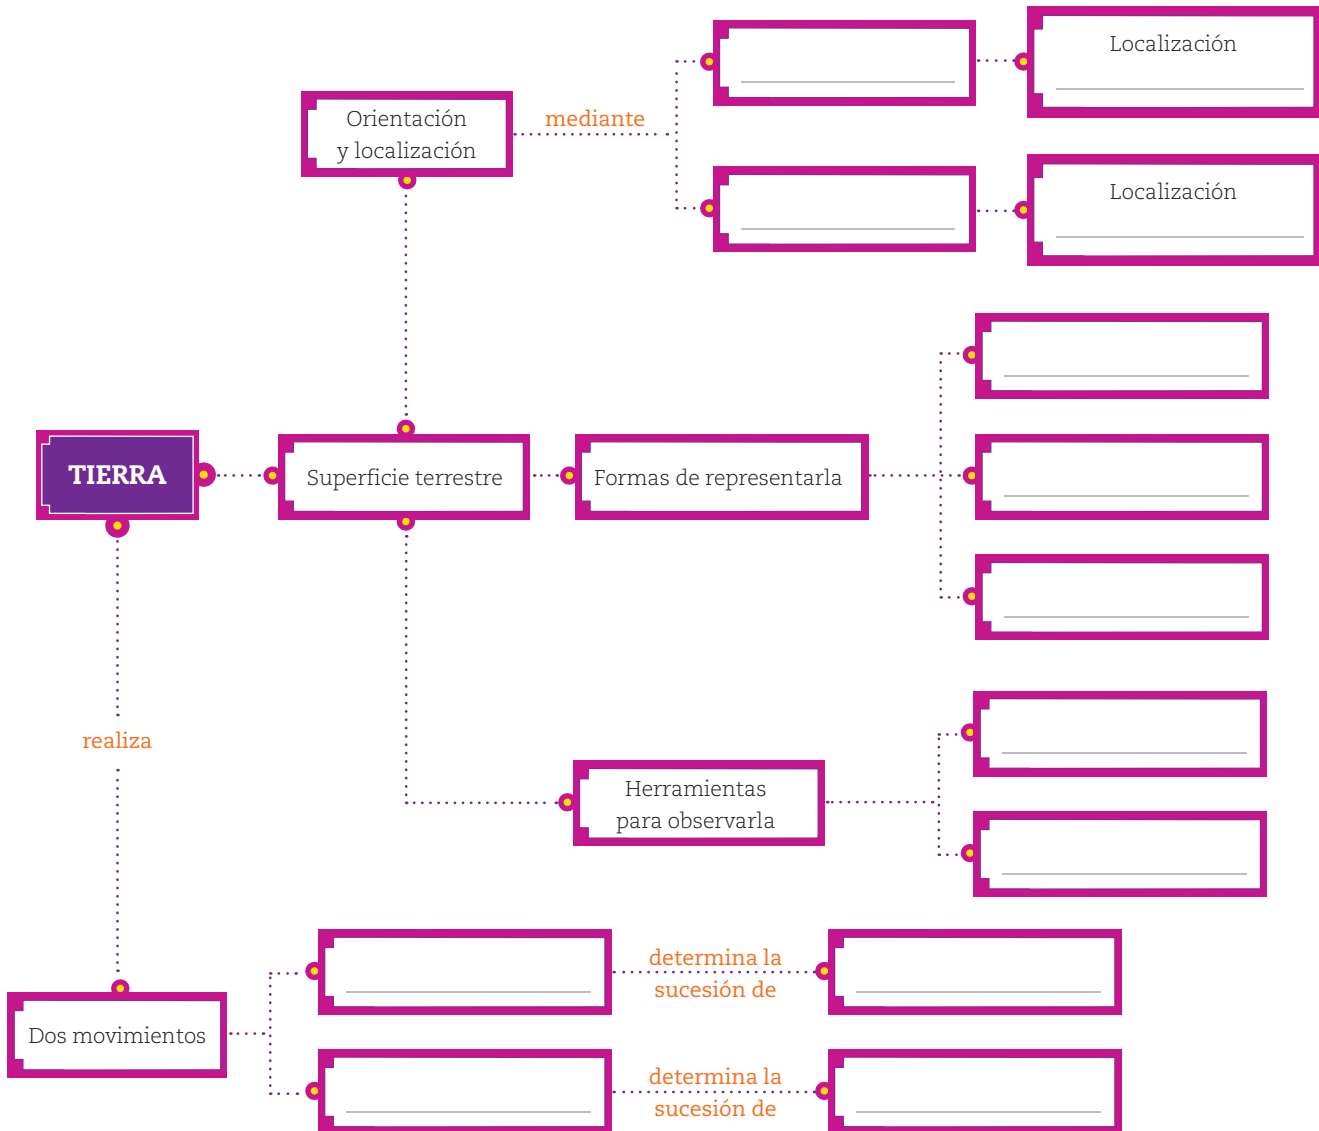 Localización
Orientación
y localización
mediante
Localización
TIERRA
Superficie terrestre
Formas de representarla
realiza
Herramientas
para observarla
determina la
sucesión de
Dos movimientos
determina la
sucesión de